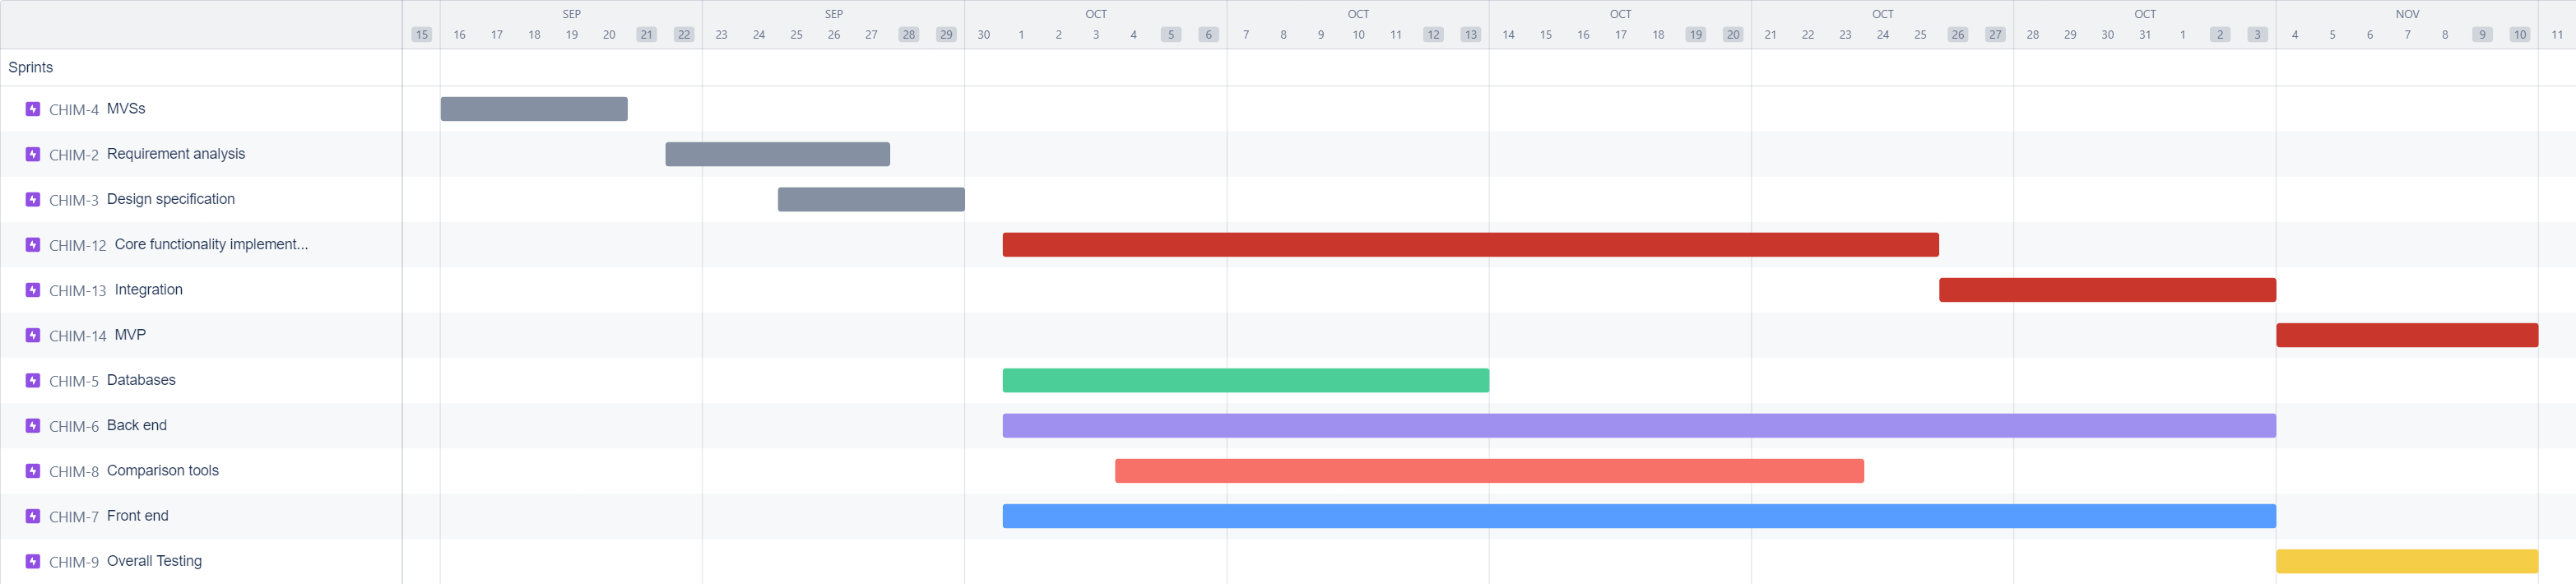 SEP SEP OCT OCT OCT OCT OCT NOV
15 16 17 18 19 20 21 22 23 24 25 26 27 28 29 30 1 2 3 4 5 6 7 8 9 10 11 12 13 14 15 16 17 18 19 20 21 22 23 24 25 26 27 28 29 30 31 1 2 3 4 5 6 7 8 9 10 11
Sprints
CHIM-4 MVSs
CHIM-2 Requirement analysis
CHIM-3 Design specification
CHIM-12 Core functionality implement...
CHIM-13 Integration
CHIM-14 MVP
CHIM-5 Databases
CHIM-6 Back end
CHIM-8 Comparison tools
CHIM-7 Front end
CHIM-9 Overall Testing